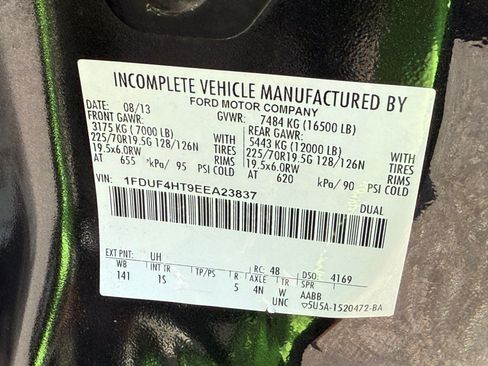 INCOMPLETE VEHICLE MANUFACTURED BY
FORD MOTOR COMPANY
DATE: 08/13 GVWR: 7484 KG (16500 LB)
FRONT GAWR: REAR GAWR:
3175 KG ( 7000 LB) WITH 5443 KG (12000 LB) WITH
225/70R19.5G 128/126N TIRES 225/70R19.5G 128/126N TIRES
19.5x6.0RW RIMS 19.5x6.0RW RIMS
AT 655 kPa/ 95 PSI COLD AT 620 kPa/ 90 PSI COLD
VIN: 1FDUF4HT9EEA23837
DUAL
EXT PNT: UH RC: 48 DSO: 4169
WB INT TR TP/PS R AXLE TR SPR
141 1S 5 4N W AABB
UNC ▽5U5A-1520472-BA